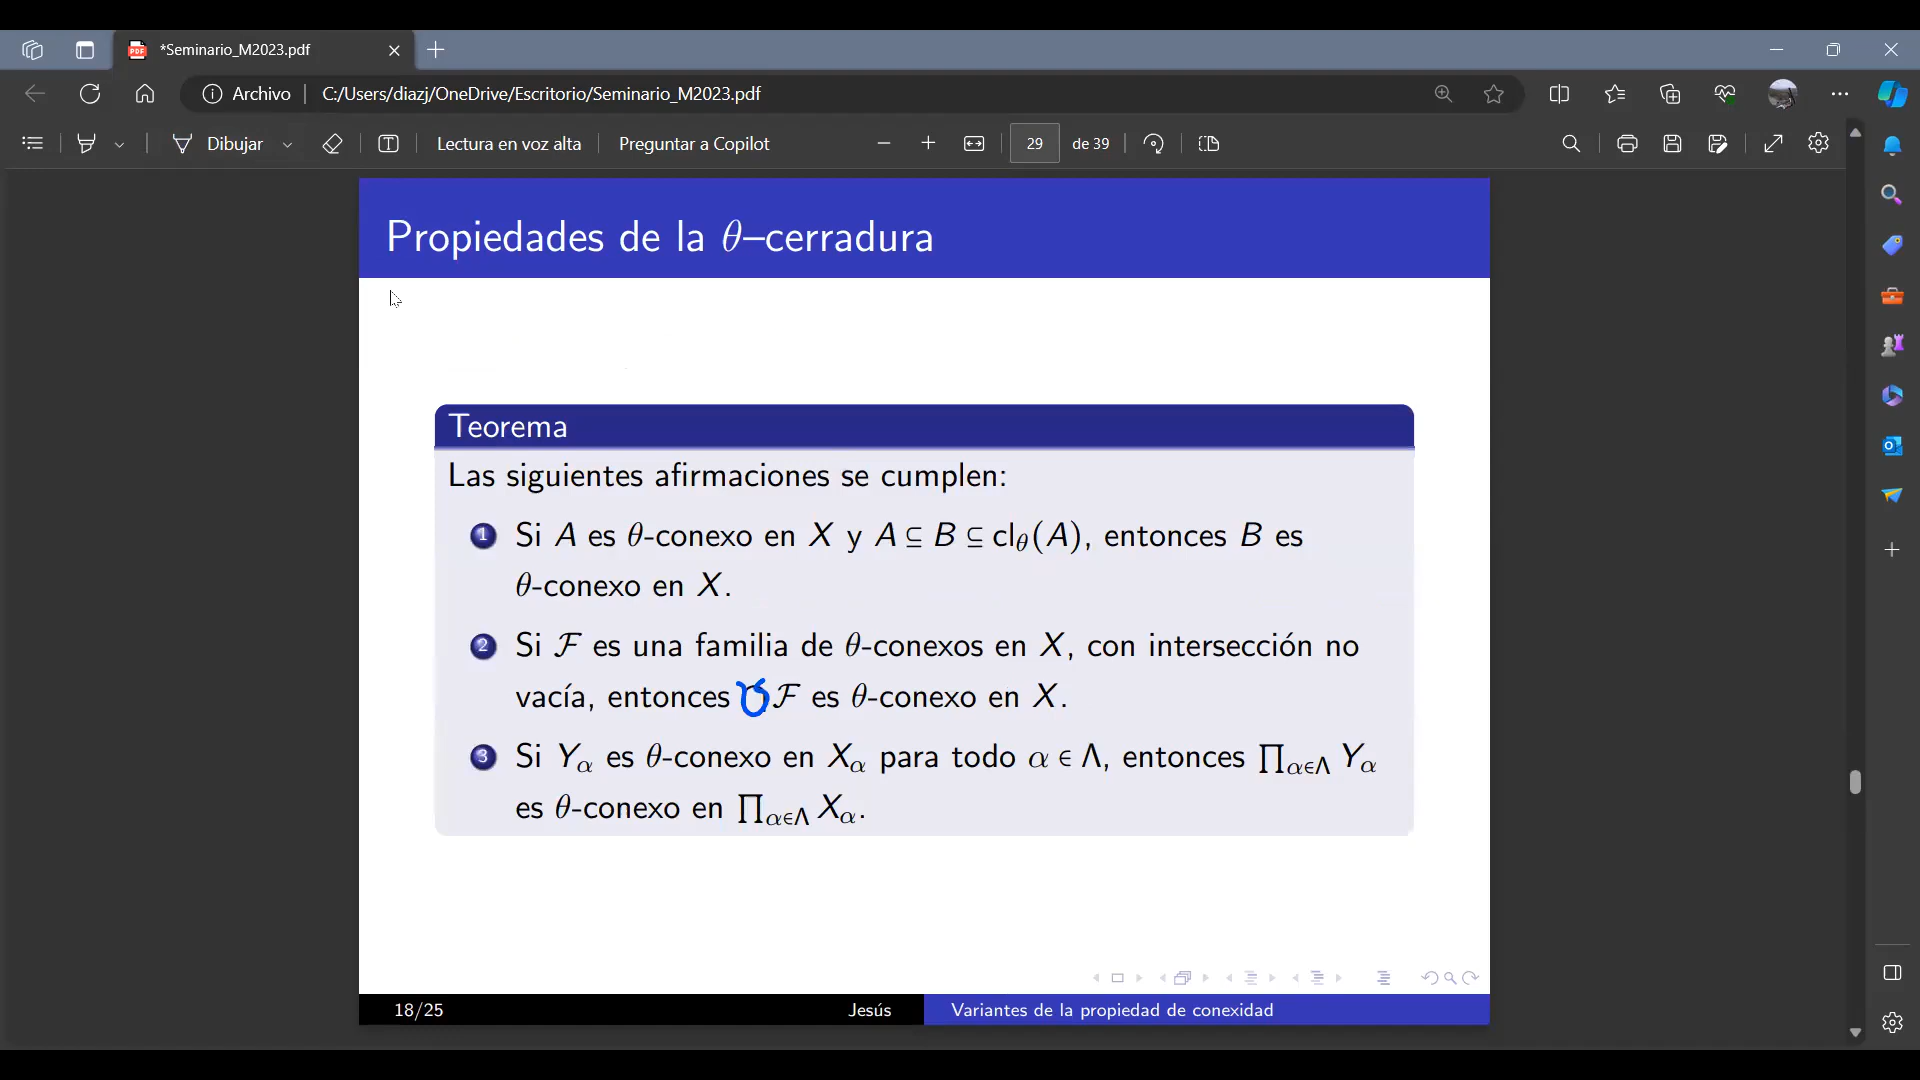 *Seminario_M2023.pdf
Archivo | C:/Users/diazj/OneDrive/Escritorio/Seminario_M2023.pdf
Dibujar Lectura en voz alta Preguntar a Copilot 29 de 39
Propiedades de la θ–cerradura
Teorema
Las siguientes afirmaciones se cumplen:
1 Si A es θ-conexo en X y A ⊆ B ⊆ cl_θ(A), entonces B es
θ-conexo en X.
2 Si ℱ es una familia de θ-conexos en X, con intersección no
vacía, entonces ∪ℱ es θ-conexo en X.
3 Si Y_α es θ-conexo en X_α para todo α ∈ Λ, entonces ∏_{α∈Λ} Y_α
es θ-conexo en ∏_{α∈Λ} X_α.
18/25 Jesús Variantes de la propiedad de conexidad